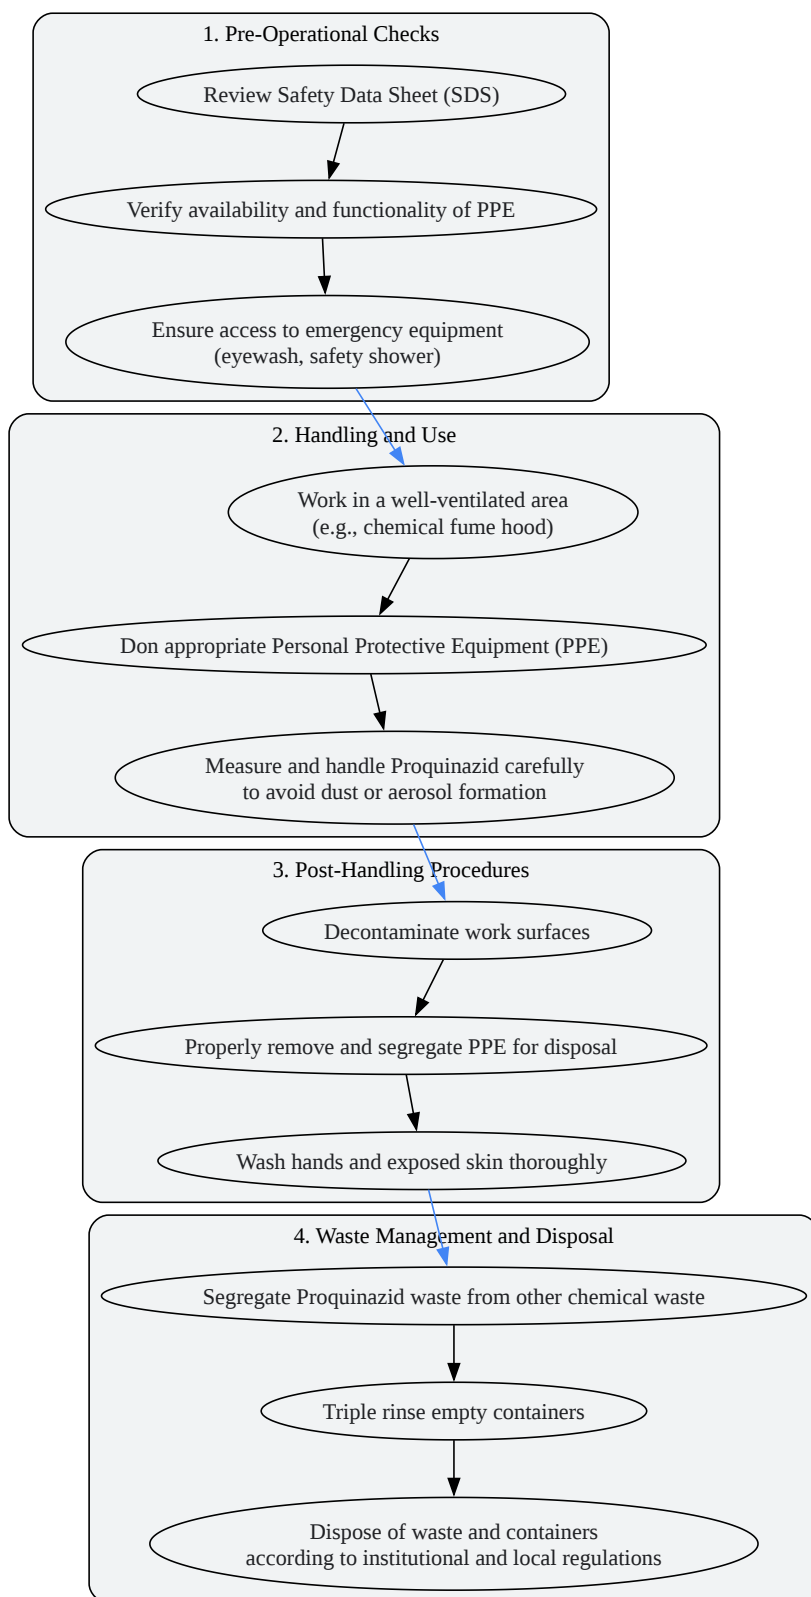 1. Pre-Operational Checks
Review Safety Data Sheet (SDS)
Verify availability and functionality of PPE
Ensure access to emergency equipment
(eyewash, safety shower)
2. Handling and Use
Work in a well-ventilated area
(e.g., chemical fume hood)
Don appropriate Personal Protective Equipment (PPE)
Measure and handle Proquinazid carefully
to avoid dust or aerosol formation
3. Post-Handling Procedures
Decontaminate work surfaces
Properly remove and segregate PPE for disposal
Wash hands and exposed skin thoroughly
4. Waste Management and Disposal
Segregate Proquinazid waste from other chemical waste
Triple rinse empty containers
Dispose of waste and containers
according to institutional and local regulations